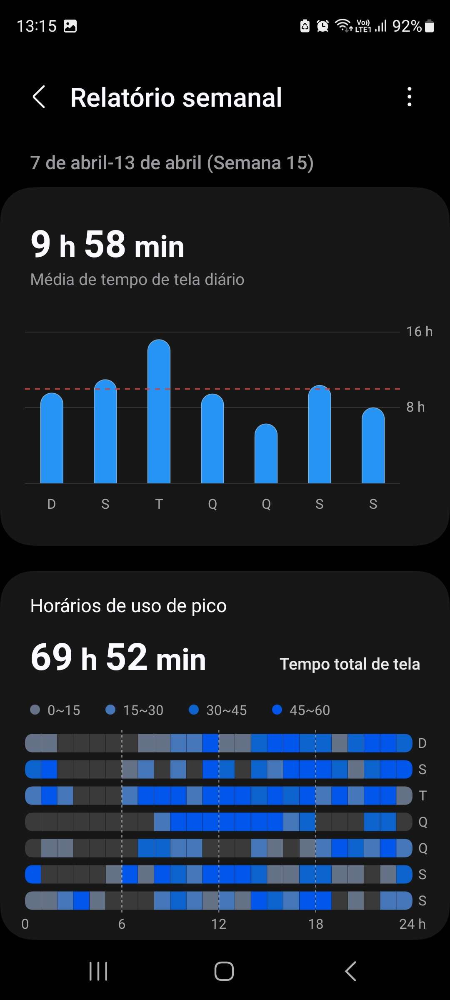 13:15 Vo)) LTE1 92%
Relatório semanal
7 de abril-13 de abril (Semana 15)
9 h 58 min
Média de tempo de tela diário
16 h
8 h
D S T Q Q S S
Horários de uso de pico
69 h 52 min Tempo total de tela
0~15 15~30 30~45 45~60
D
S
T
Q
Q
S
S
0 6 12 18 24 h